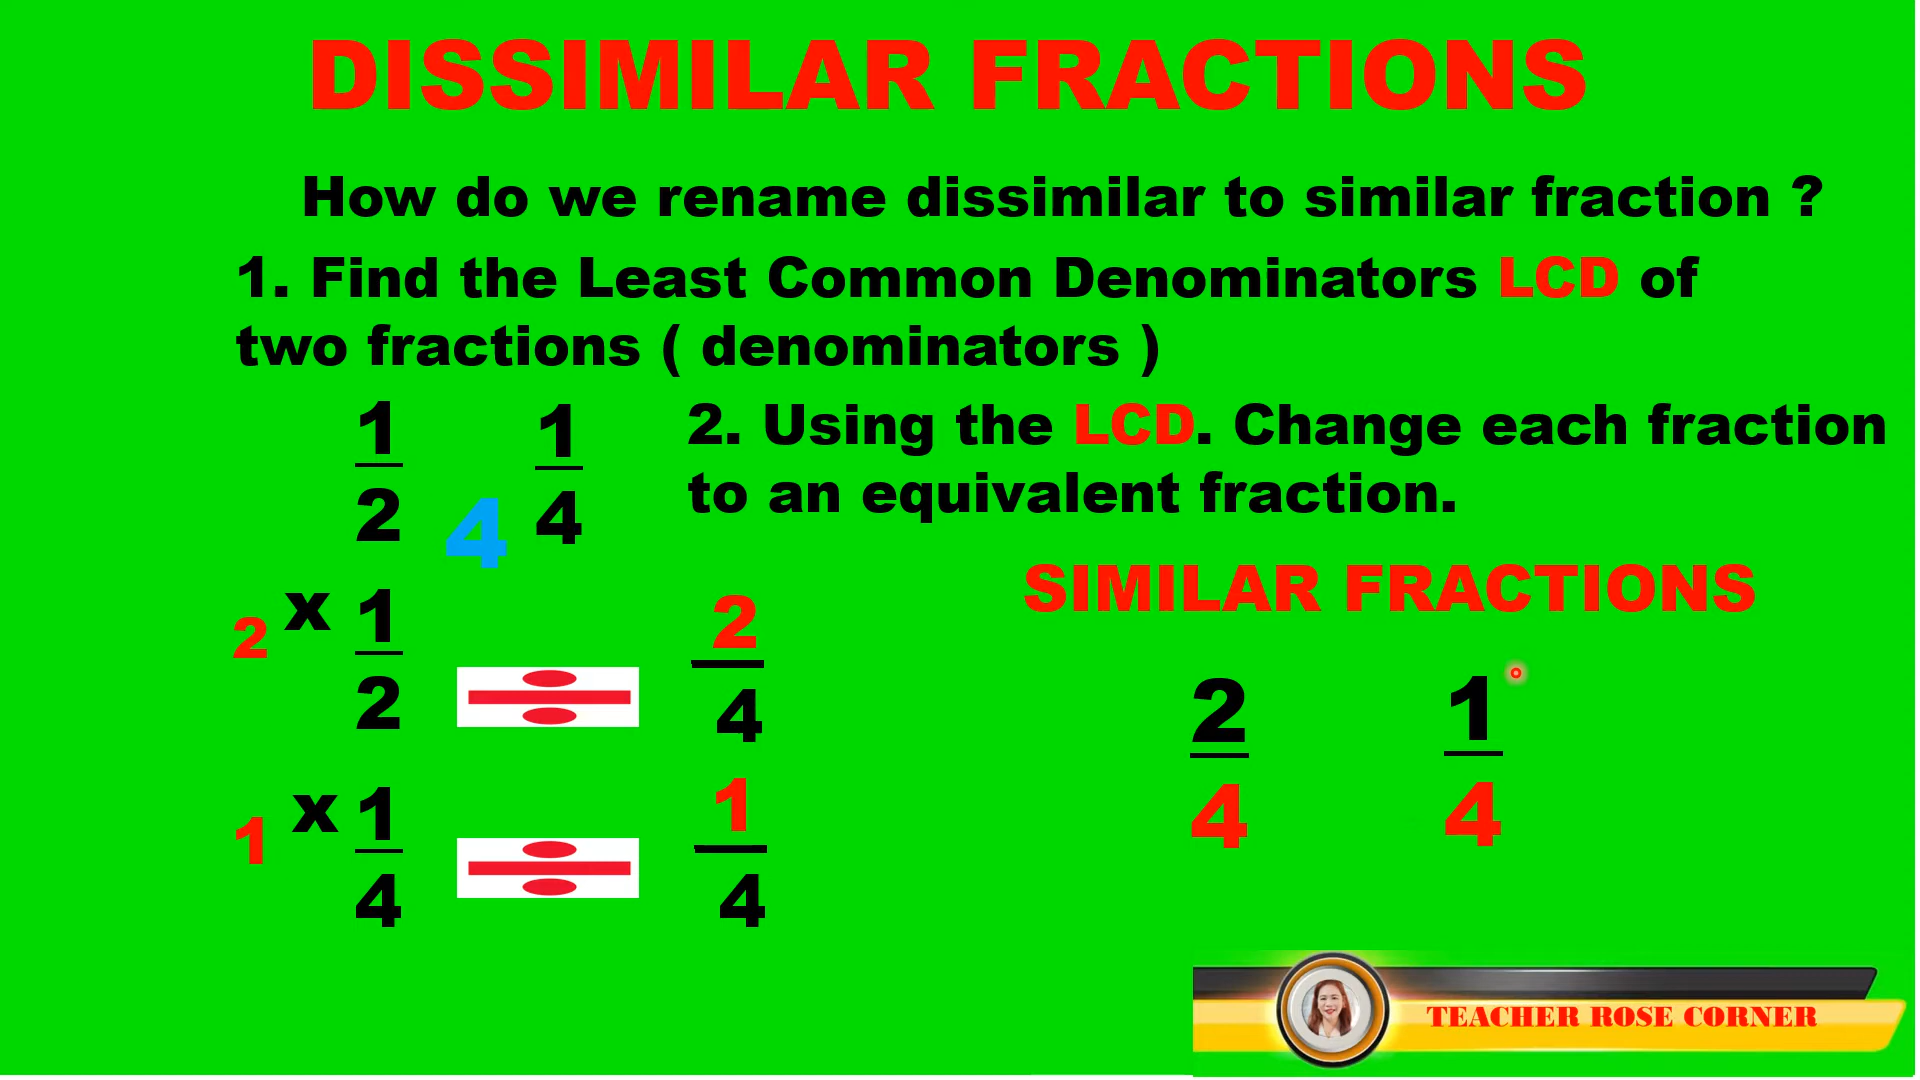 DISSIMILAR FRACTIONS
How do we rename dissimilar to similar fraction ?
1. Find the Least Common Denominators LCD of
two fractions ( denominators )
1 1
2 4 4
2. Using the LCD. Change each fraction
to an equivalent fraction.
2 x 1 ÷ 2
2 4
1 x 1 ÷ 1
4 4
SIMILAR FRACTIONS
2 1
4 4
TEACHER ROSE CORNER